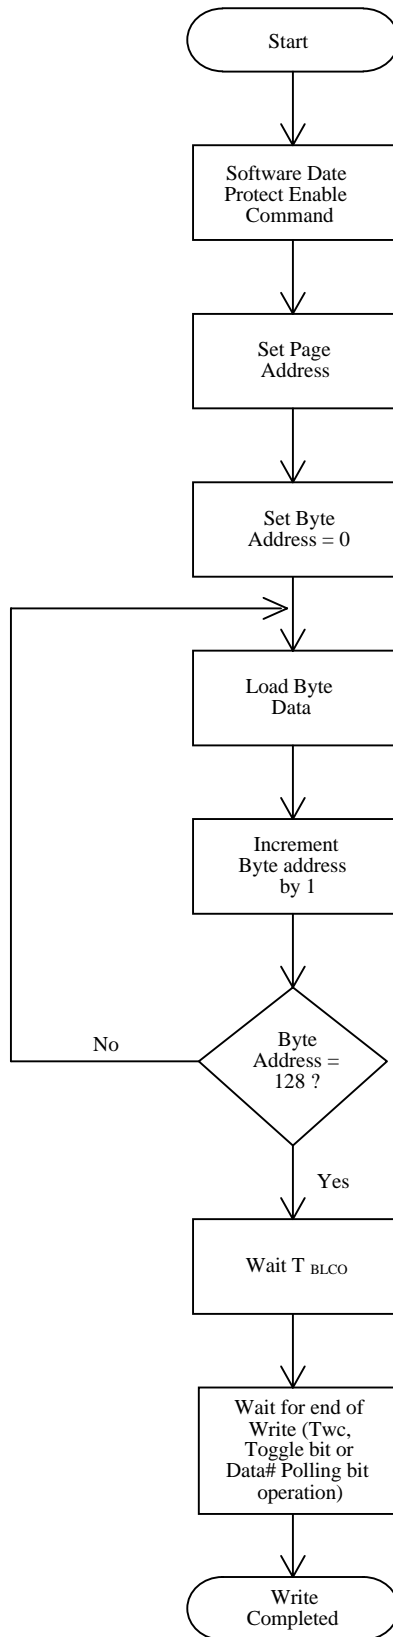 Start
Software Date
Protect Enable
Command
Set Page
Address
Set Byte
Address = 0
Load Byte
Data
Increment
Byte address
by 1
Byte
Address =
128 ?
No
Yes
Wait T BLCO
Wait for end of
Write (Twc,
Toggle bit or
Data# Polling bit
operation)
Write
Completed